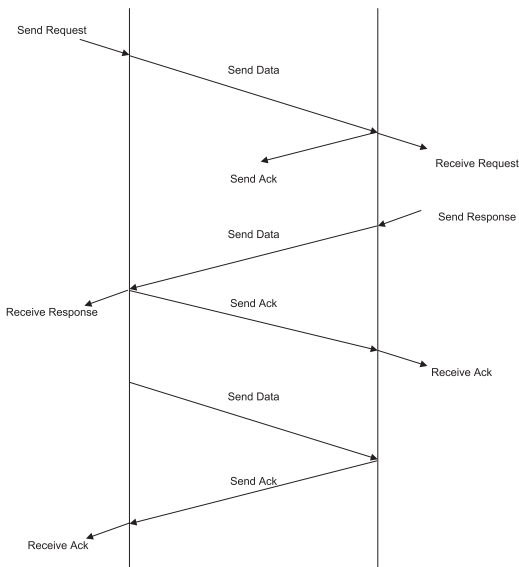 Send Request
Send Data
Receive Request
Send Ack
Send Response
Send Data
Send Ack
Receive Response
Receive Ack
Send Data
Send Ack
Receive Ack